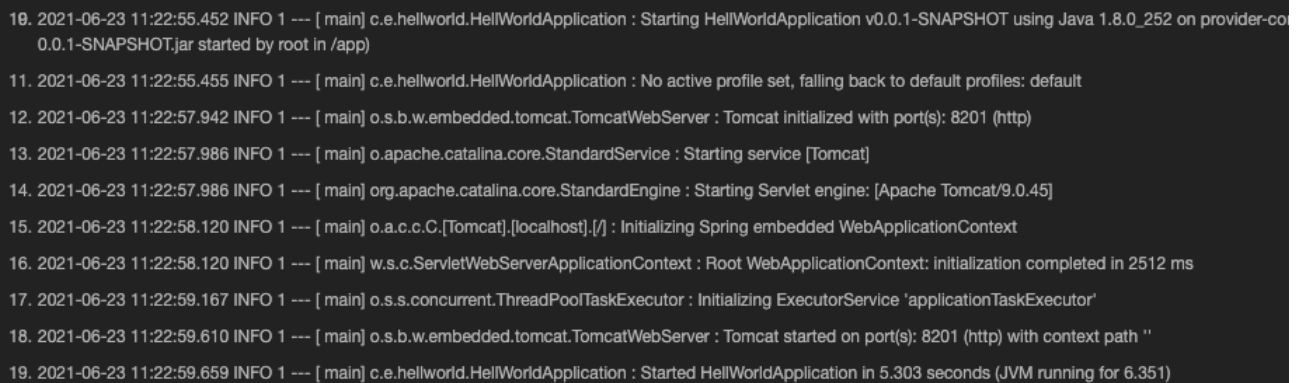 10. 2021-06-23 11:22:55.452 INFO 1 --- [ main] c.e.hellworld.HellWorldApplication : Starting HellWorldApplication v0.0.1-SNAPSHOT using Java 1.8.0_252 on provider-cor
0.0.1-SNAPSHOT.jar started by root in /app)
11. 2021-06-23 11:22:55.455 INFO 1 --- [ main] c.e.hellworld.HellWorldApplication : No active profile set, falling back to default profiles: default
12. 2021-06-23 11:22:57.942 INFO 1 --- [ main] o.s.b.w.embedded.tomcat.TomcatWebServer : Tomcat initialized with port(s): 8201 (http)
13. 2021-06-23 11:22:57.986 INFO 1 --- [ main] o.apache.catalina.core.StandardService : Starting service [Tomcat]
14. 2021-06-23 11:22:57.986 INFO 1 --- [ main] org.apache.catalina.core.StandardEngine : Starting Servlet engine: [Apache Tomcat/9.0.45]
15. 2021-06-23 11:22:58.120 INFO 1 --- [ main] o.a.c.c.C.[Tomcat].[localhost].[/] : Initializing Spring embedded WebApplicationContext
16. 2021-06-23 11:22:58.120 INFO 1 --- [ main] w.s.c.ServletWebServerApplicationContext : Root WebApplicationContext: initialization completed in 2512 ms
17. 2021-06-23 11:22:59.167 INFO 1 --- [ main] o.s.s.concurrent.ThreadPoolTaskExecutor : Initializing ExecutorService 'applicationTaskExecutor'
18. 2021-06-23 11:22:59.610 INFO 1 --- [ main] o.s.b.w.embedded.tomcat.TomcatWebServer : Tomcat started on port(s): 8201 (http) with context path ''
19. 2021-06-23 11:22:59.659 INFO 1 --- [ main] c.e.hellworld.HellWorldApplication : Started HellWorldApplication in 5.303 seconds (JVM running for 6.351)